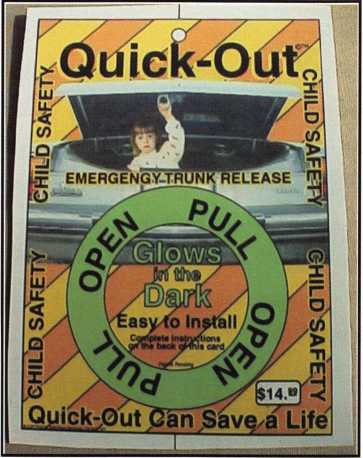 Quick-Out
CHILD SAFETY
CHILD SAFETY
EMERGENCY TRUNK RELEASE
OPEN PULL OPEN PULL
Glows
in the
Dark
Easy to Install
Complete instructions
on the back of this card
CHILD SAFETY
CHILD SAFETY
$14.
Quick-Out Can Save a Life